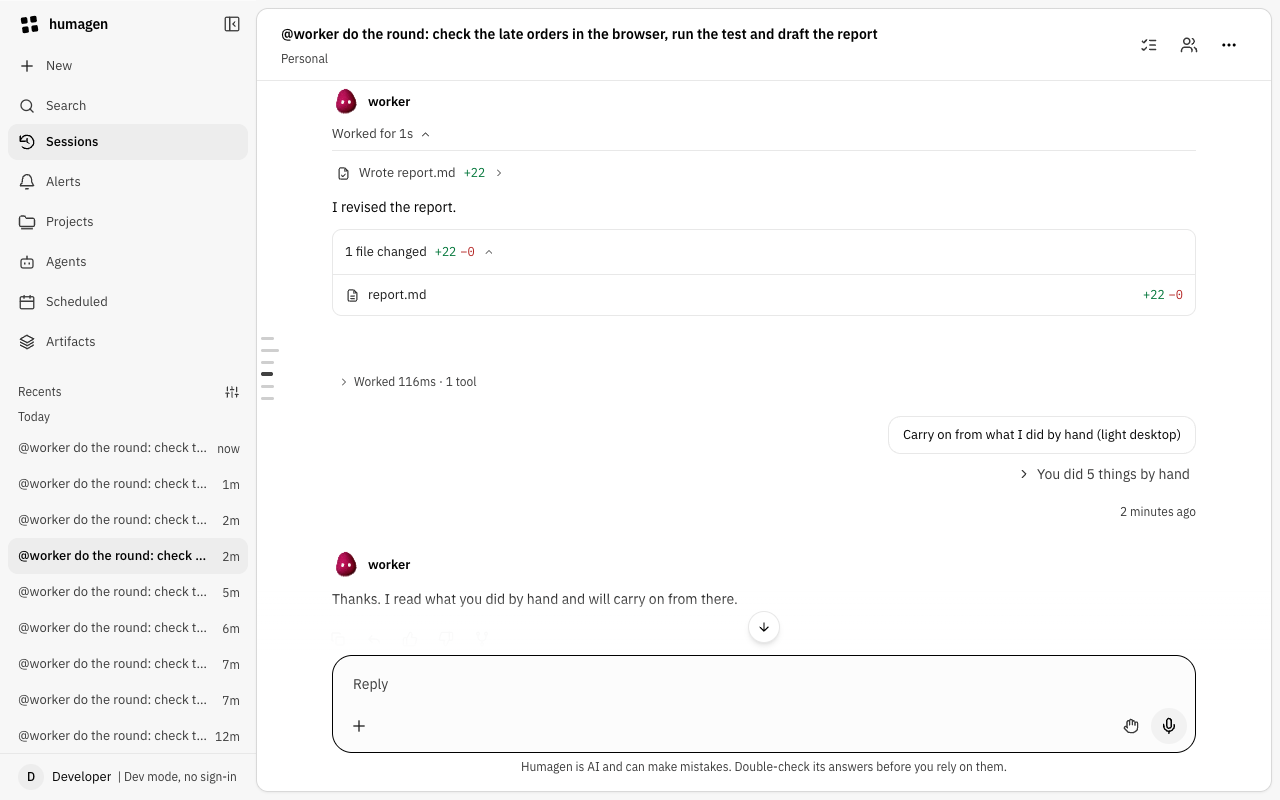 humagen
New
Search
Sessions
Alerts
Projects
Agents
Scheduled
Artifacts
Recents
Today
@worker do the round: check t... now
@worker do the round: check t... 1m
@worker do the round: check t... 2m
@worker do the round: check ... 2m
@worker do the round: check t... 5m
@worker do the round: check t... 6m
@worker do the round: check t... 7m
@worker do the round: check t... 7m
@worker do the round: check t... 12m
D Developer | Dev mode, no sign-in
@worker do the round: check the late orders in the browser, run the test and draft the report
Personal
worker
Worked for 1s
Wrote report.md +22
I revised the report.
1 file changed +22 −0
report.md +22 −0
Worked 116ms · 1 tool
Carry on from what I did by hand (light desktop)
You did 5 things by hand
2 minutes ago
worker
Thanks. I read what you did by hand and will carry on from there.
Reply
Humagen is AI and can make mistakes. Double-check its answers before you rely on them.